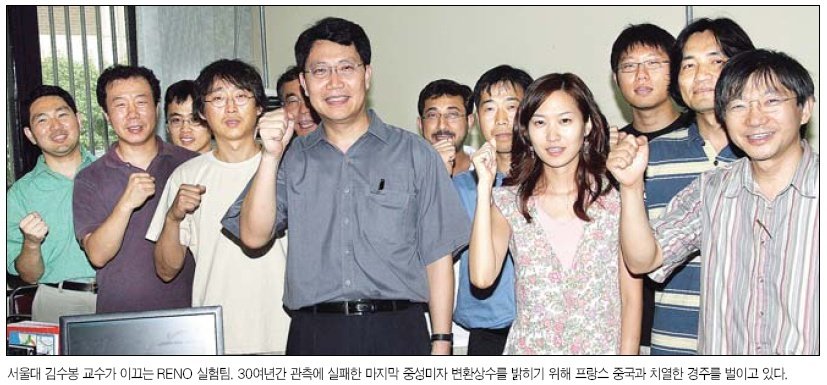 서울대 김수봉 교수가 이끄는 RENO 실험팀. 30여년간 관측에 실패한 마지막 중성미자 변환상수를 밝히기 위해 프랑스 중국과 치열한 경주를 벌이고 있다.